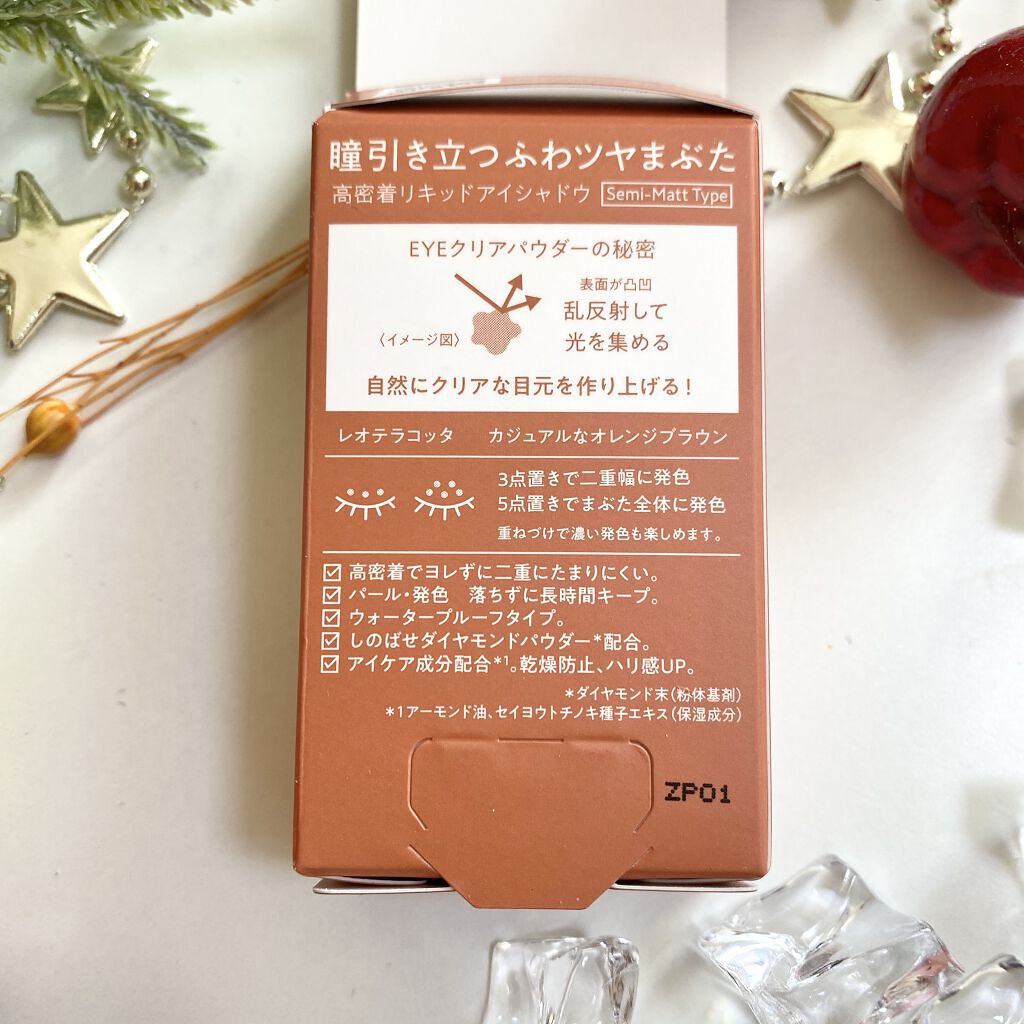 瞳引き立つふわツヤまぶた
高密着リキッドアイシャドウ Semi-Matt Type
EYEクリアパウダーの秘密
表面が凸凹
乱反射して
〈イメージ図〉 光を集める
自然にクリアな目元を作り上げる！
レオテラコッタ カジュアルなオレンジブラウン
3点置きで二重幅に発色
5点置きでまぶた全体に発色
重ねづけで濃い発色も楽しめます。
高密着でヨレずに二重にたまりにくい。
パール・発色 落ちずに長時間キープ。
ウォータープルーフタイプ。
しのばせダイヤモンドパウダー*配合。
アイケア成分配合*1。乾燥防止、ハリ感UP。
*ダイヤモンド末(粉体基剤)
*1アーモンド油、セイヨウトチノキ種子エキス(保湿成分)
ZP01